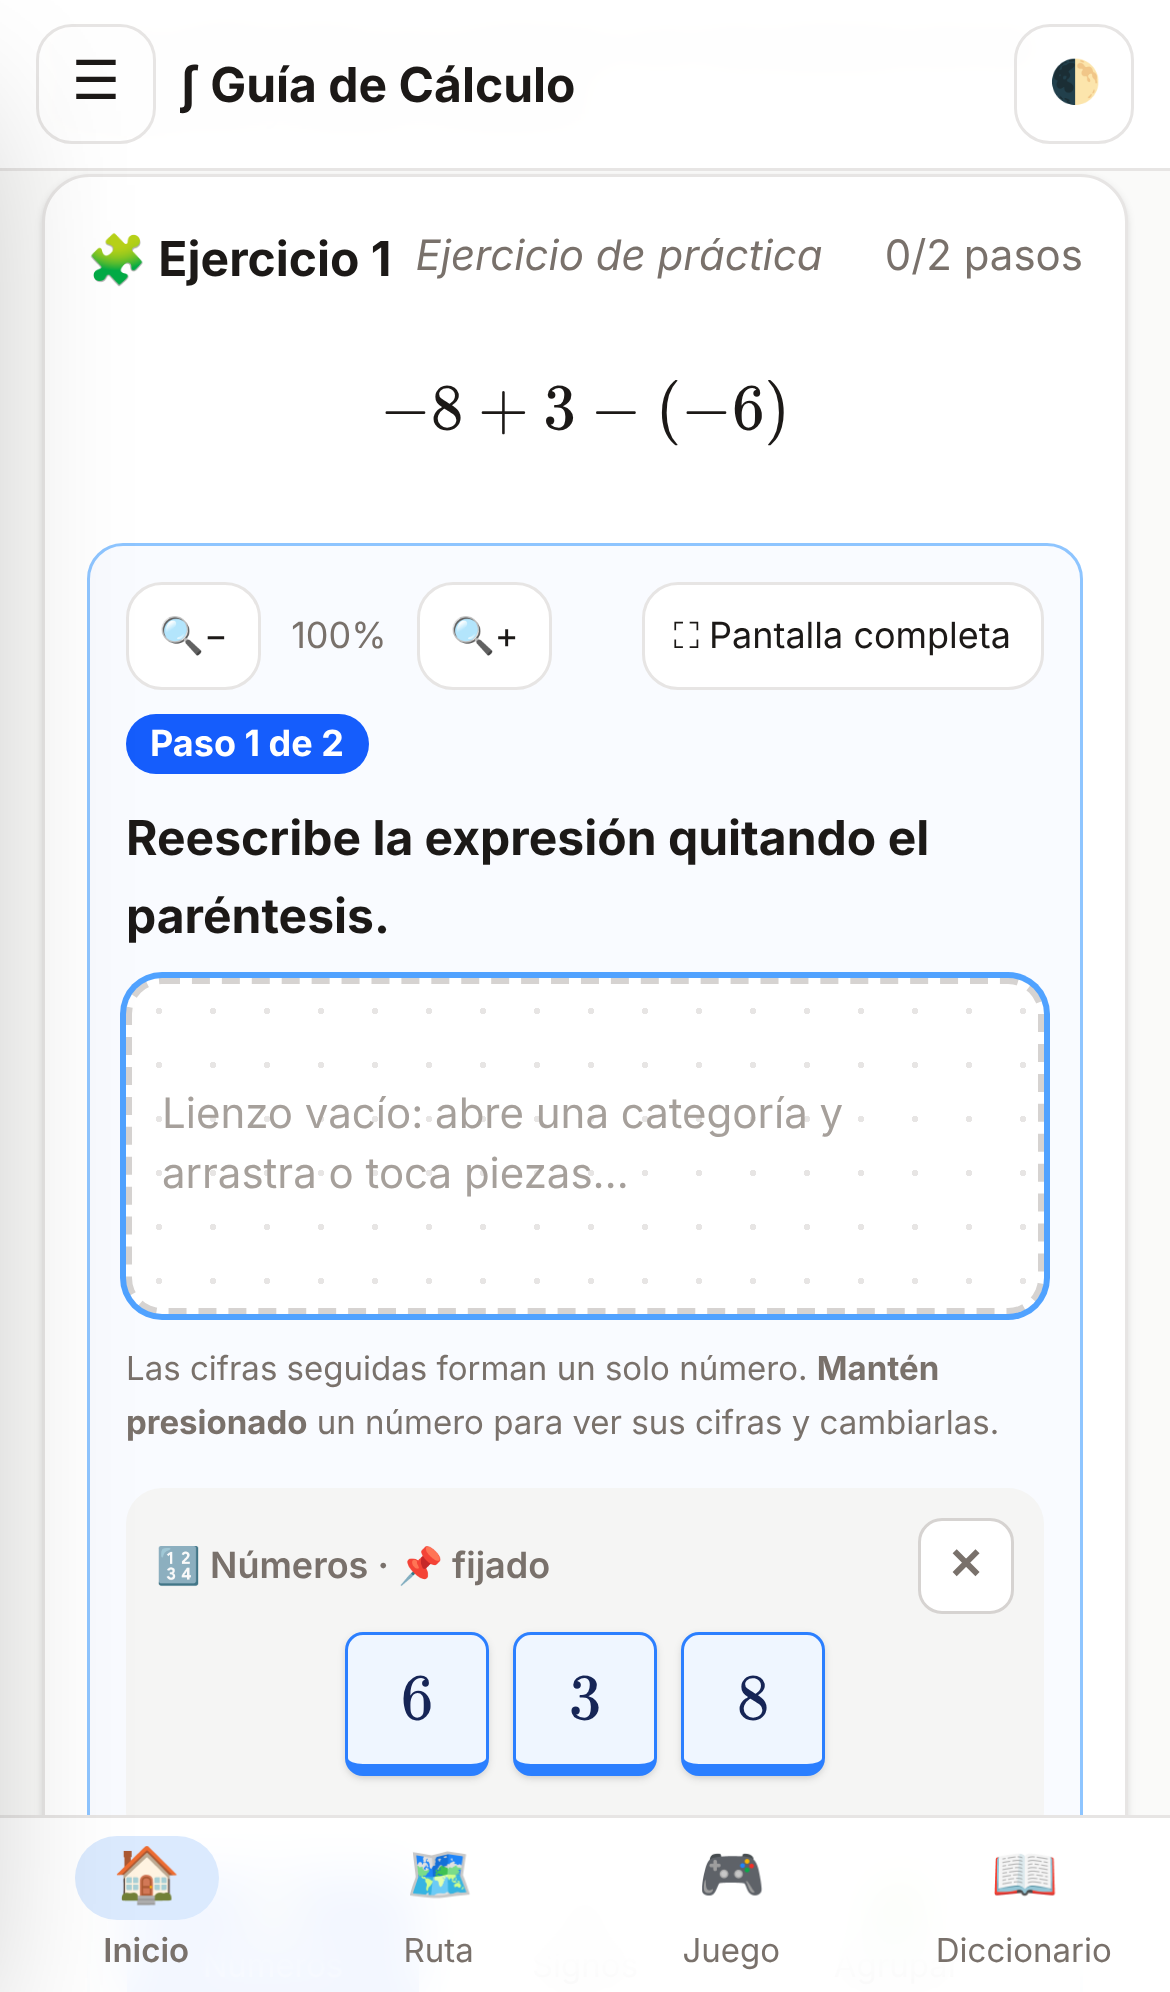 ☰ ∫ Guía de Cálculo
Ejercicio 1 Ejercicio de práctica 0/2 pasos
−8 + 3 − (−6)
− 100% + Pantalla completa
Paso 1 de 2
Reescribe la expresión quitando el
paréntesis.
Lienzo vacío: abre una categoría y
arrastra o toca piezas...
Las cifras seguidas forman un solo número. Mantén
presionado un número para ver sus cifras y cambiarlas.
🔢 Números · 📌 fijado ✕
6 3 8
Inicio Ruta Juego Diccionario